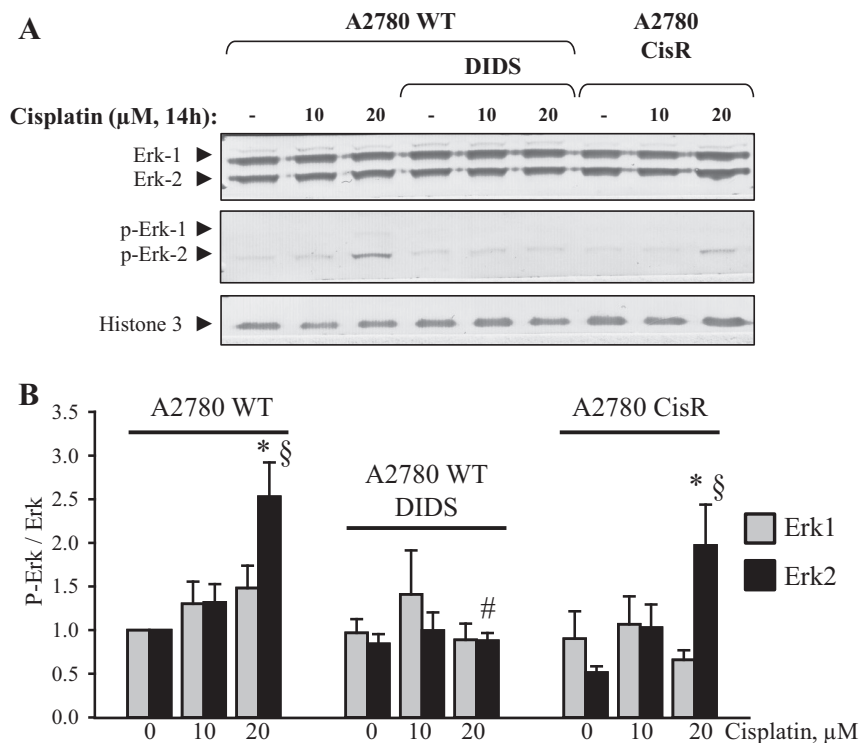 A
A2780 WT
A2780
CisR
DIDS
Cisplatin (µM, 14h): - 10 20 - 10 20 - 10 20
Erk-1 ►
Erk-2 ►
p-Erk-1 ►
p-Erk-2 ►
Histone 3 ►
B
A2780 WT
A2780 WT
DIDS
A2780 CisR
* §
#
* §
P-Erk / Erk
3.5
3.0
2.5
2.0
1.5
1.0
0.5
0.0
Erk1
Erk2
0 10 20 0 10 20 0 10 20 Cisplatin, µM